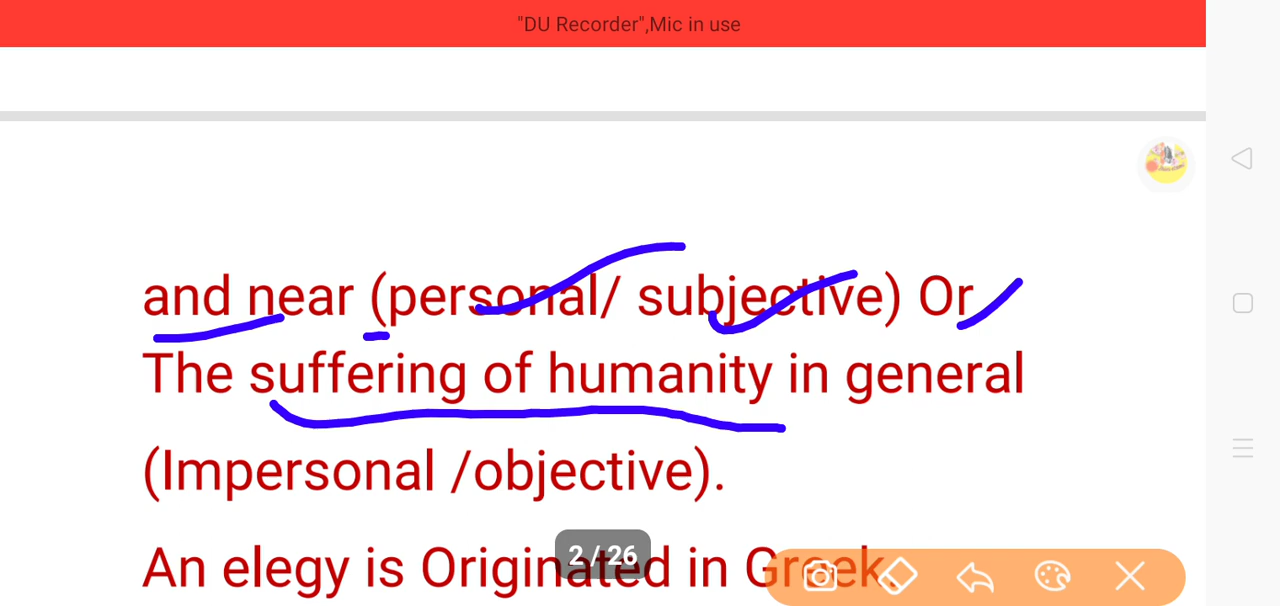 "DU Recorder",Mic in use
and near (personal/ subjective) Or
The suffering of humanity in general
(Impersonal /objective).
An elegy is Originated in Greek.
2 / 26